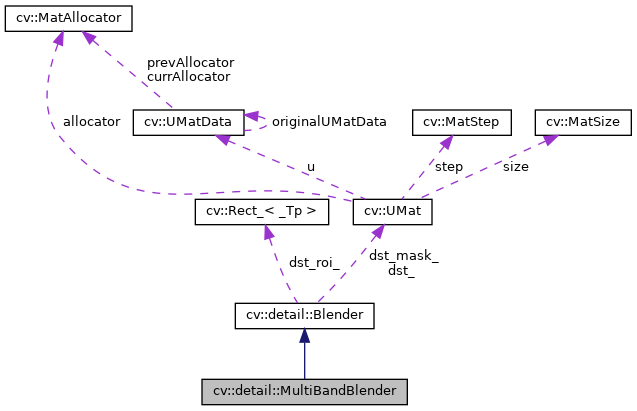 cv::MatAllocator
prevAllocator
currAllocator
allocator
cv::UMatData
originalUMatData
cv::MatStep
cv::MatSize
u
step
size
cv::Rect_< _Tp >
cv::UMat
dst_roi_
dst_mask_
dst_
cv::detail::Blender
cv::detail::MultiBandBlender